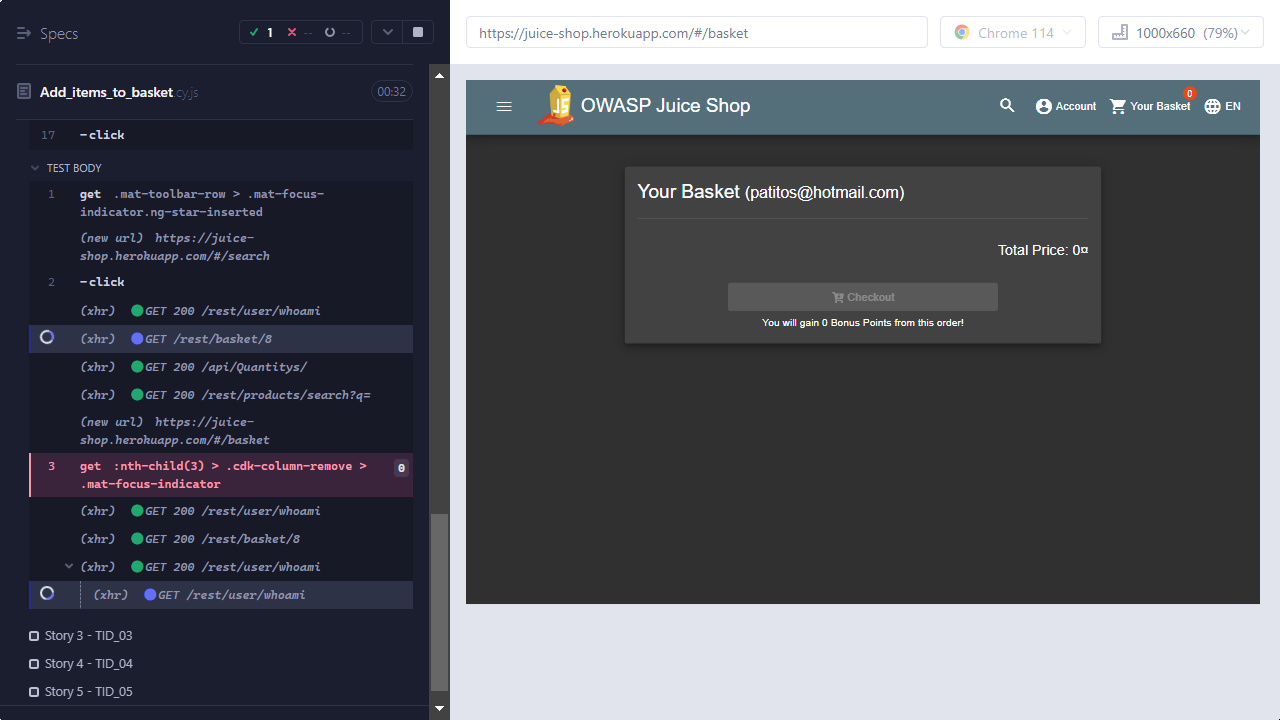 Specs
1
--
--
Add_items_to_basket.cy.js
00:32
17 -click
TEST BODY
1 get .mat-toolbar-row > .mat-focus-
indicator.ng-star-inserted
(new url) https://juice-
shop.herokuapp.com/#/search
2 -click
(xhr) GET 200 /rest/user/whoami
(xhr) GET /rest/basket/8
(xhr) GET 200 /api/Quantitys/
(xhr) GET 200 /rest/products/search?q=
(new url) https://juice-
shop.herokuapp.com/#/basket
3 get :nth-child(3) > .cdk-column-remove > 0
.mat-focus-indicator
(xhr) GET 200 /rest/user/whoami
(xhr) GET 200 /rest/basket/8
(xhr) GET 200 /rest/user/whoami
(xhr) GET /rest/user/whoami
Story 3 - TID_03
Story 4 - TID_04
Story 5 - TID_05
https://juice-shop.herokuapp.com/#/basket
Chrome 114
1000x660 (79%)
JS
OWASP Juice Shop
Account
Your Basket
0
EN
Your Basket (patitos@hotmail.com)
Total Price: 0¤
Checkout
You will gain 0 Bonus Points from this order!